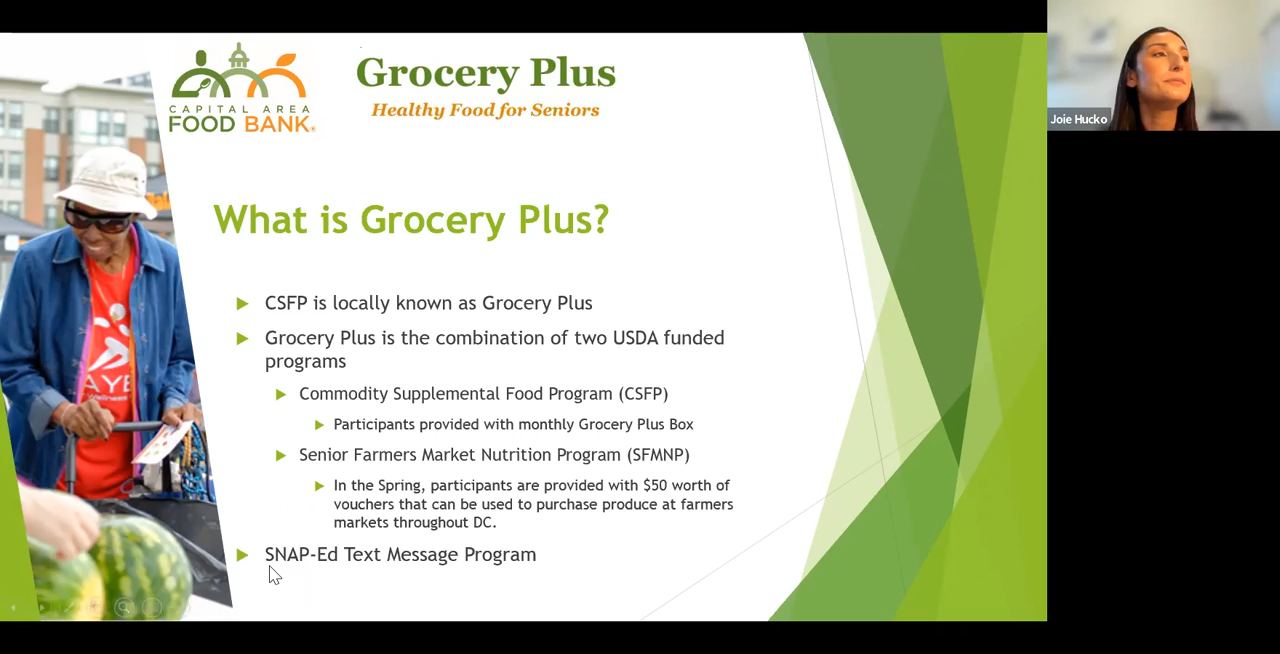 CAPITAL AREA
FOOD BANK
Grocery Plus
Healthy Food for Seniors
Joie Hucko
What is Grocery Plus?
CSFP is locally known as Grocery Plus
Grocery Plus is the combination of two USDA funded
programs
Commodity Supplemental Food Program (CSFP)
Participants provided with monthly Grocery Plus Box
Senior Farmers Market Nutrition Program (SFMNP)
In the Spring, participants are provided with $50 worth of
vouchers that can be used to purchase produce at farmers
markets throughout DC.
SNAP-Ed Text Message Program